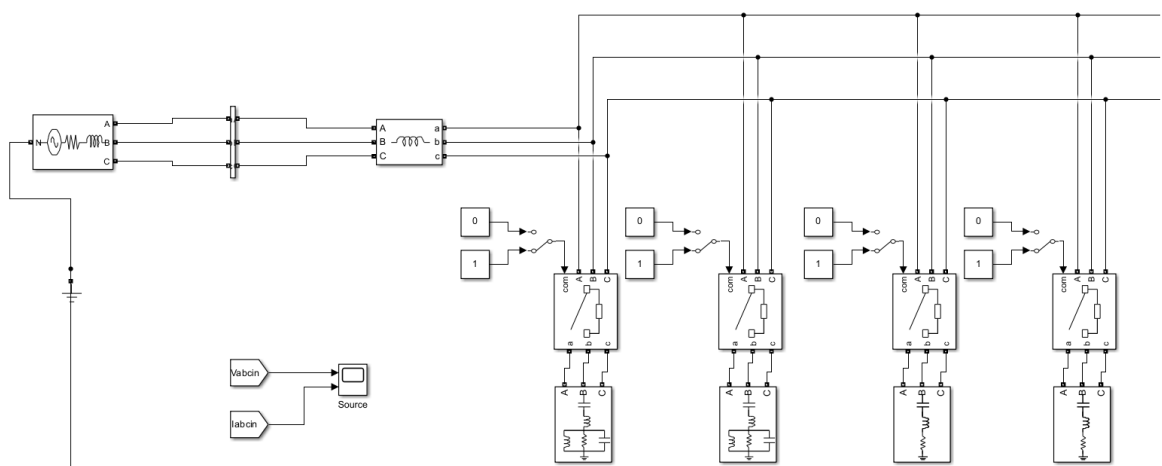 A
N B
C
A a
B b
C c
0 0 0 0
1 1 1 1
com A B C com A B C com A B C com A B C
a b c a b c a b c a b c
A B C A B C A B C A B C
Vabcin
Source
Iabcin